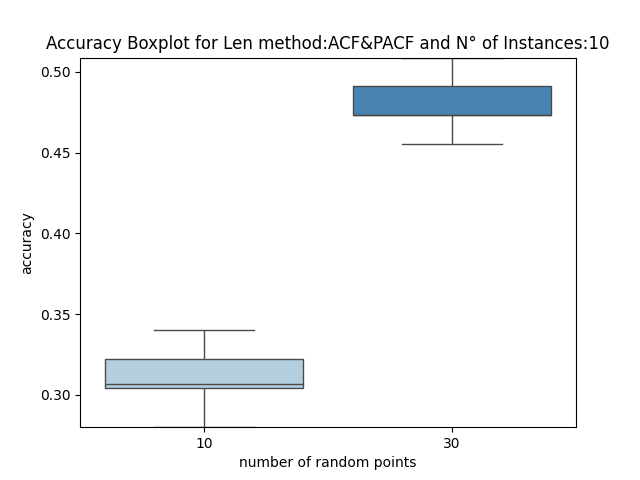 Accuracy Boxplot for Len method:ACF&PACF and N° of Instances:10
0.50
0.45
0.40
0.35
0.30
accuracy
10 30
number of random points